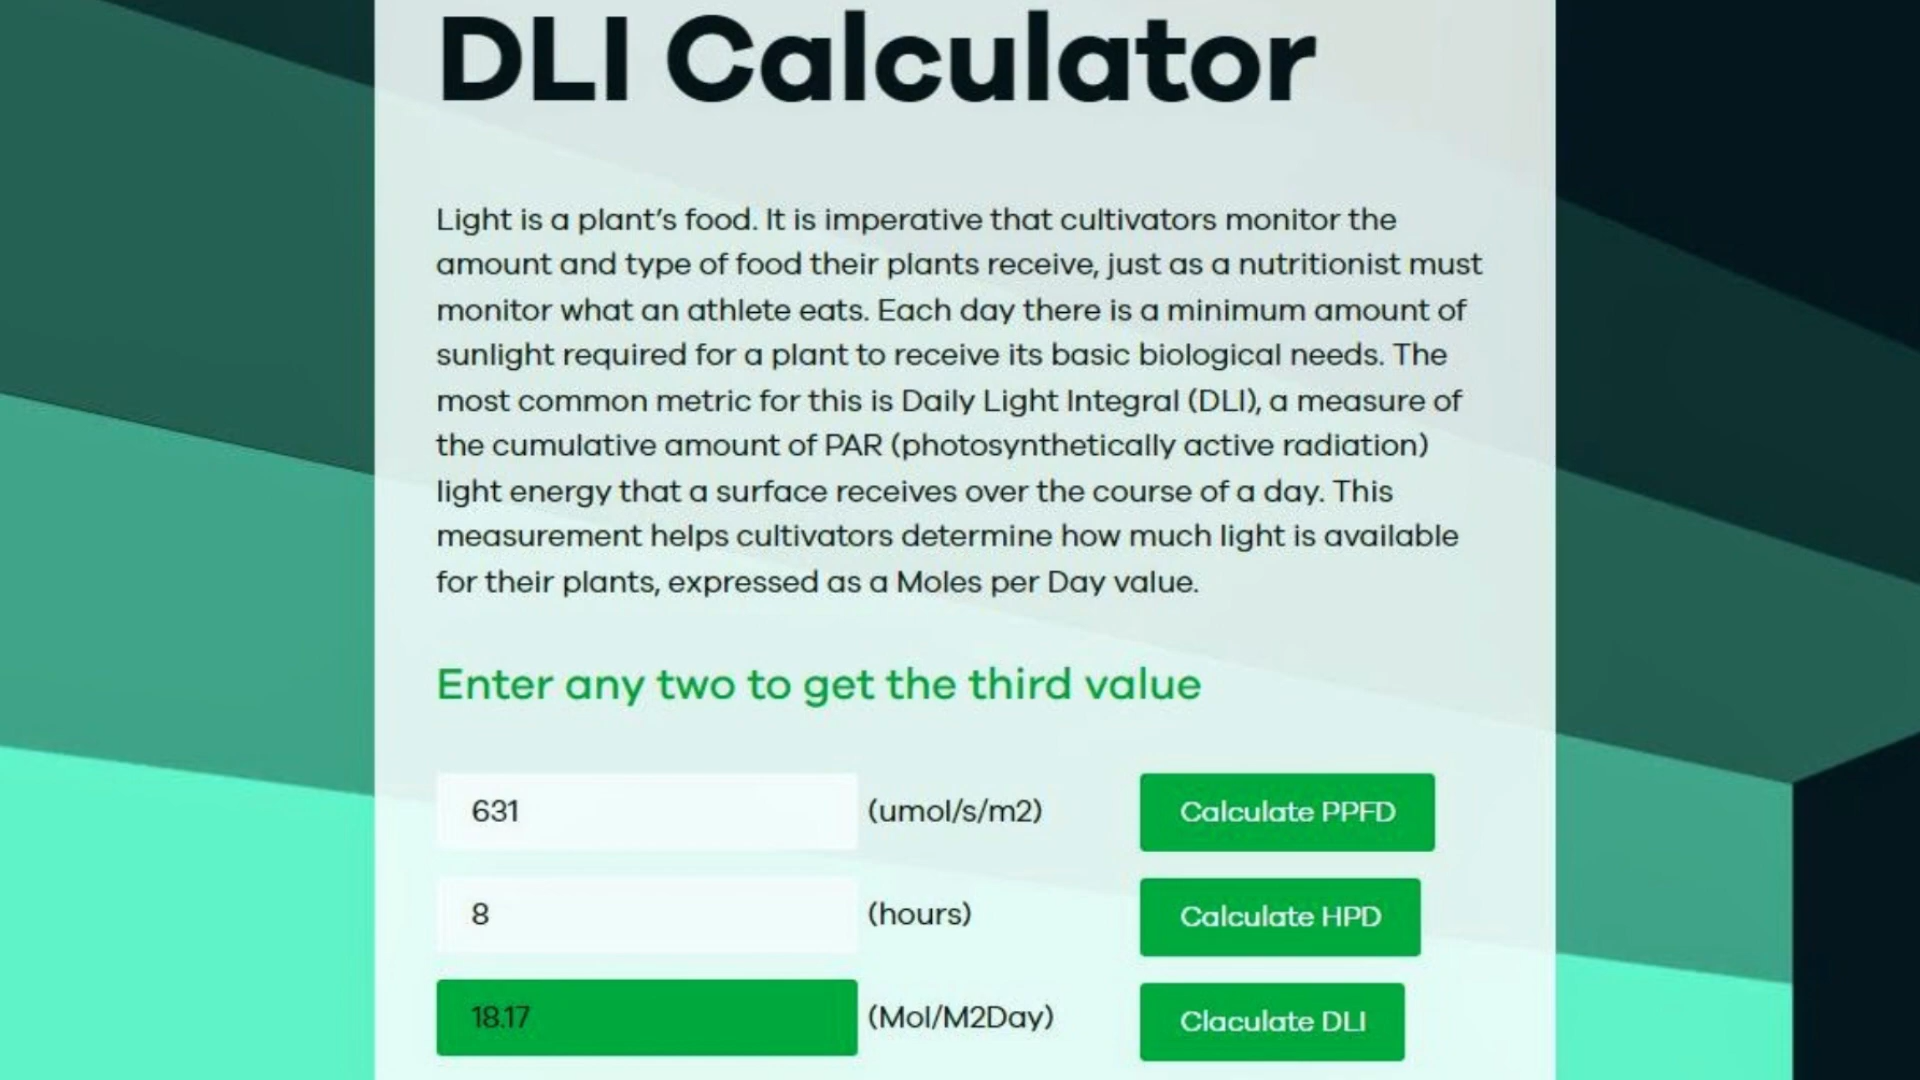 DLI Calculator
Light is a plant’s food. It is imperative that cultivators monitor the
amount and type of food their plants receive, just as a nutritionist must
monitor what an athlete eats. Each day there is a minimum amount of
sunlight required for a plant to receive its basic biological needs. The
most common metric for this is Daily Light Integral (DLI), a measure of
the cumulative amount of PAR (photosynthetically active radiation)
light energy that a surface receives over the course of a day. This
measurement helps cultivators determine how much light is available
for their plants, expressed as a Moles per Day value.
Enter any two to get the third value
631 (umol/s/m2) Calculate PPFD
8 (hours) Calculate HPD
18.17 (Mol/M2Day) Claculate DLI